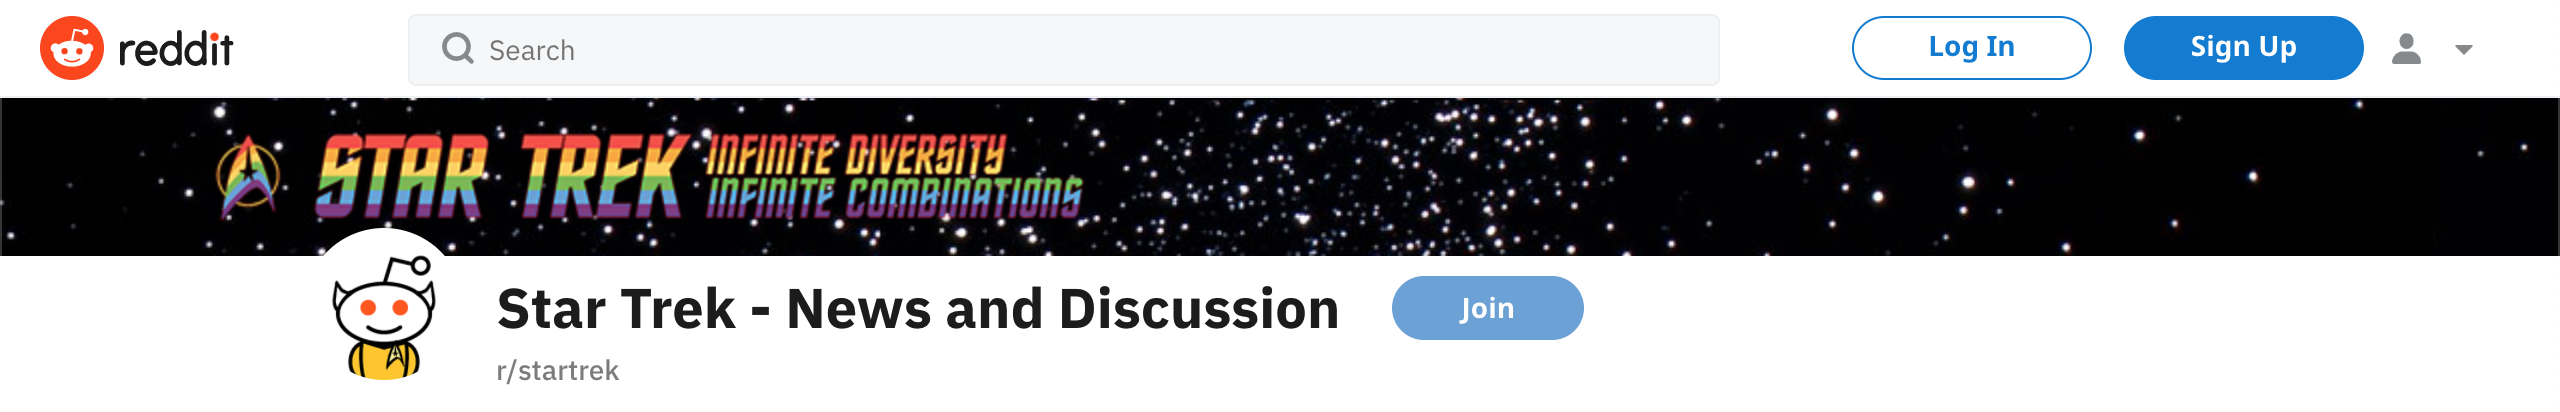 reddit
Search
Log In
Sign Up
STAR TREK
INFINITE DIVERSITY
INFINITE COMBINATIONS
Star Trek - News and Discussion
Join
r/startrek